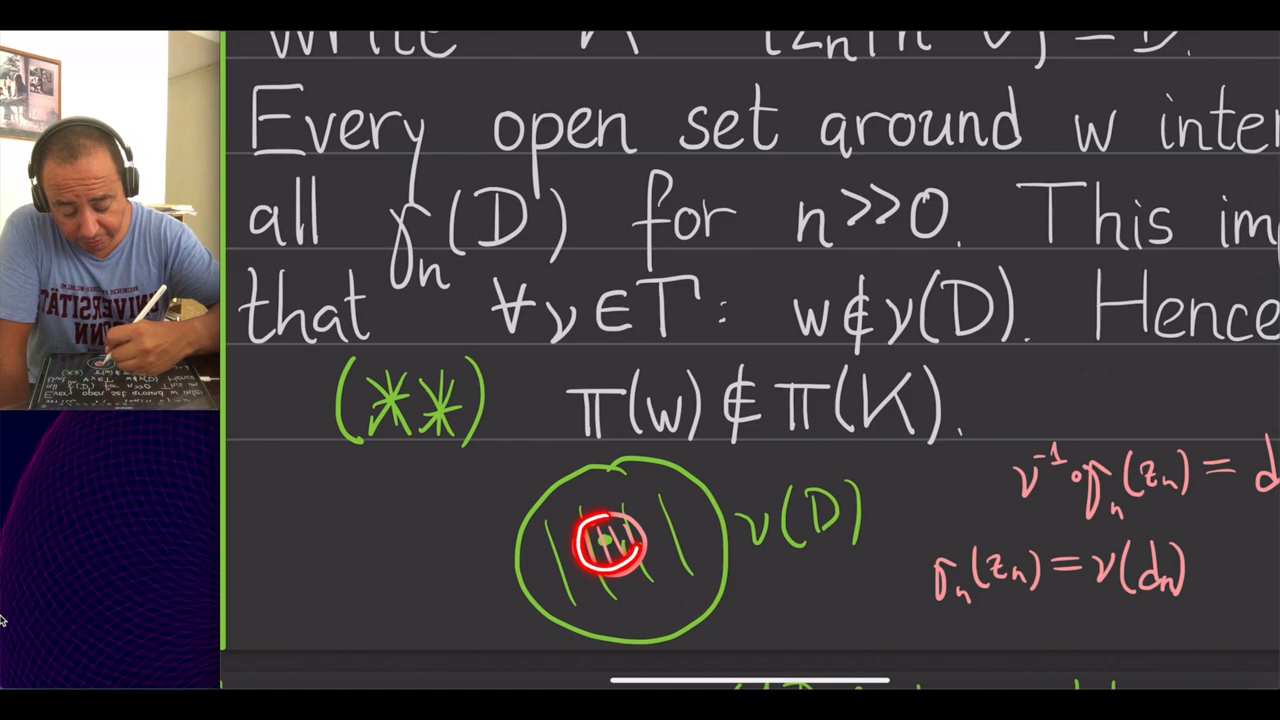 Every open set around w inter
all γₙ(D) for n>>0. This im
that ∀ν∈Γ: w∉ν(D). Hence
(**) π(w)∉π(K).
ν⁻¹∘γₙ(zₙ) = d
ν(D)
γₙ(zₙ) = ν(dₙ)